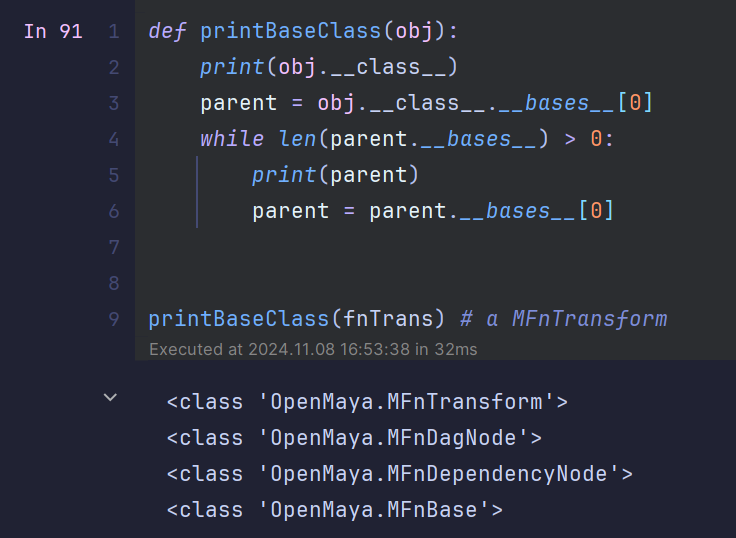 In 91 1 def printBaseClass(obj):
2 print(obj.__class__)
3 parent = obj.__class__.__bases__[0]
4 while len(parent.__bases__) > 0:
5 print(parent)
6 parent = parent.__bases__[0]
7
8
9 printBaseClass(fnTrans) # a MFnTransform
Executed at 2024.11.08 16:53:38 in 32ms
<class 'OpenMaya.MFnTransform'>
<class 'OpenMaya.MFnDagNode'>
<class 'OpenMaya.MFnDependencyNode'>
<class 'OpenMaya.MFnBase'>